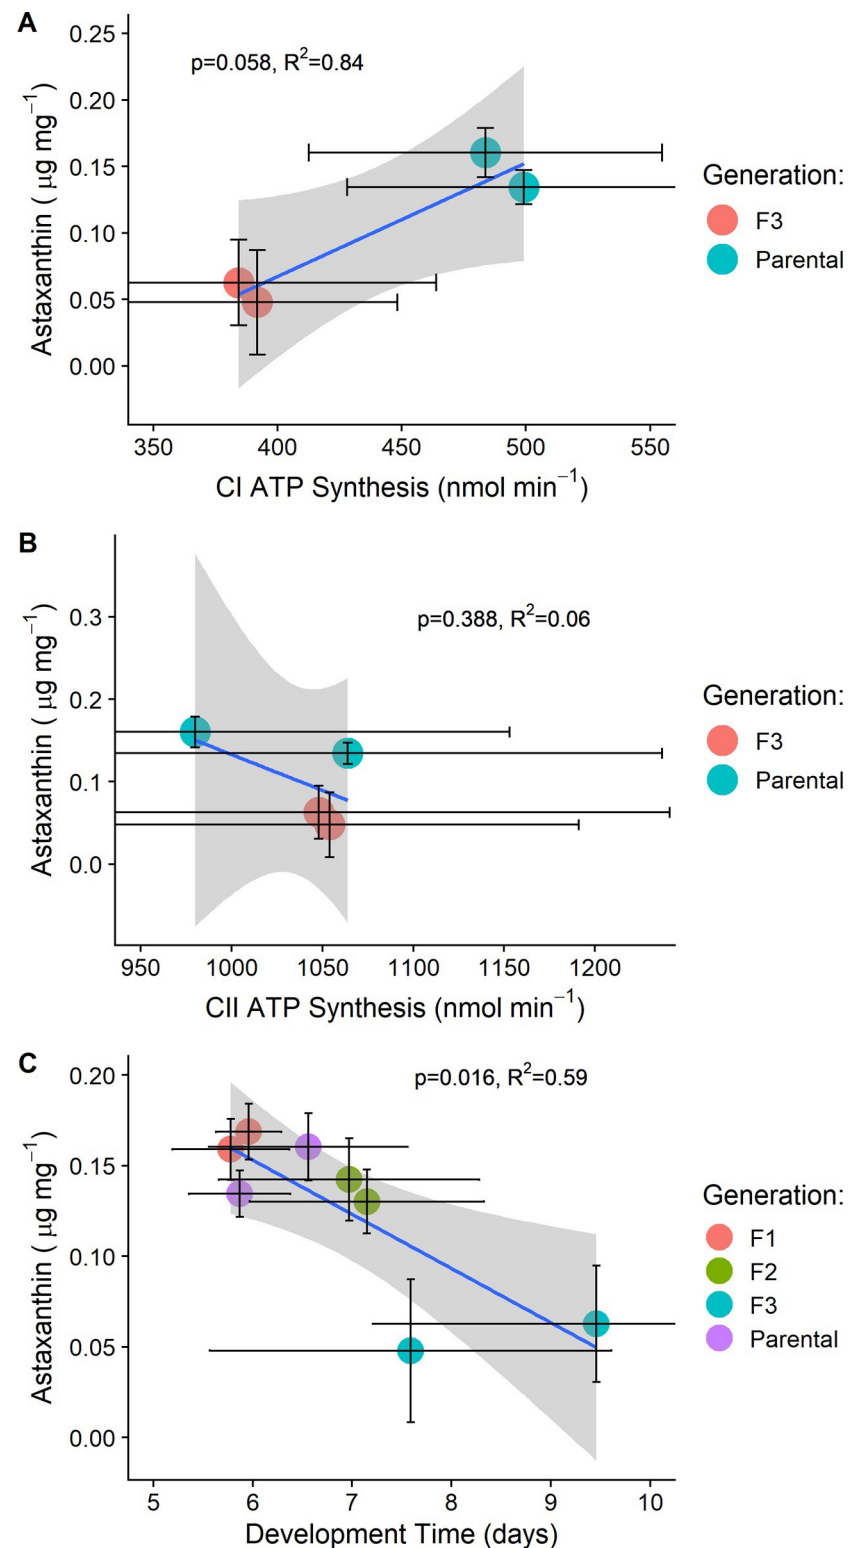 A
0.25
0.20
0.15
0.10
0.05
0.00
Astaxanthin ( μg mg⁻¹)
p=0.058, R²=0.84
350 400 450 500 550
CI ATP Synthesis (nmol min⁻¹)
Generation:
F3
Parental
B
0.3
0.2
0.1
0.0
Astaxanthin ( μg mg⁻¹)
p=0.388, R²=0.06
950 1000 1050 1100 1150 1200
CII ATP Synthesis (nmol min⁻¹)
Generation:
F3
Parental
C
0.20
0.15
0.10
0.05
0.00
Astaxanthin ( μg mg⁻¹)
p=0.016, R²=0.59
5 6 7 8 9 10
Development Time (days)
Generation:
F1
F2
F3
Parental